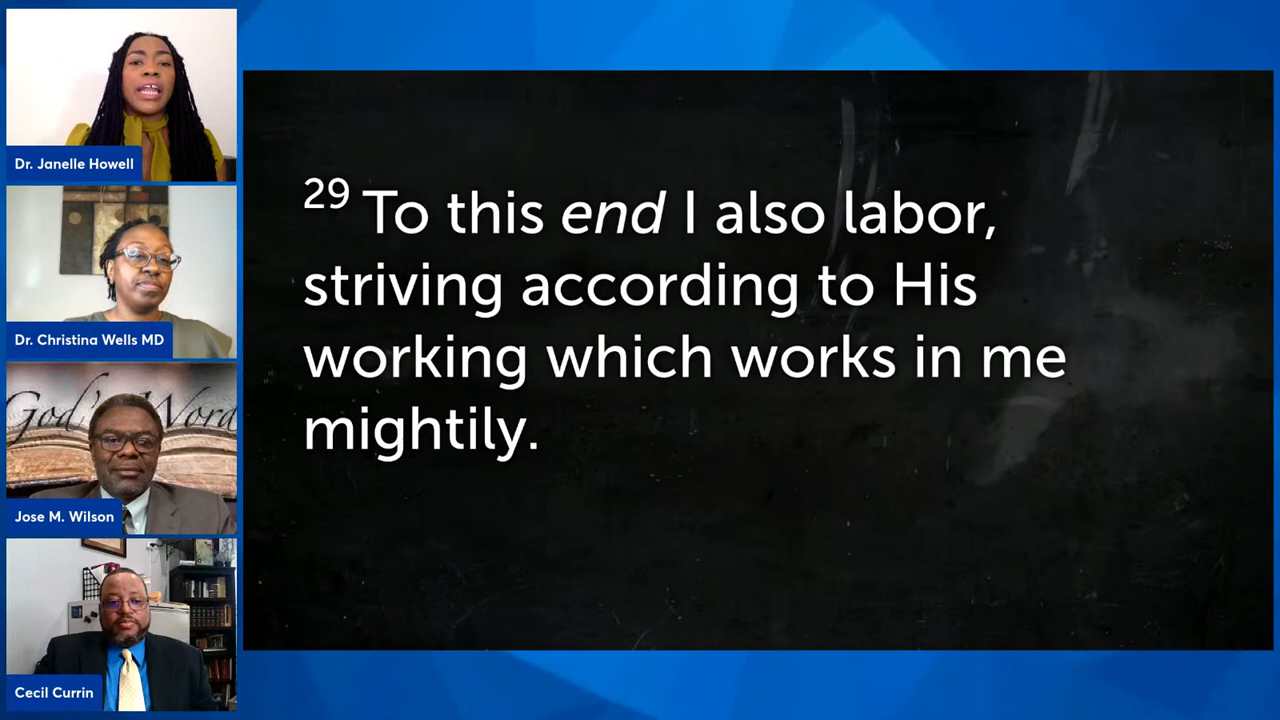 Dr. Janelle Howell
Dr. Christina Wells MD
God's Word
Jose M. Wilson
Cecil Currin
29 To this end I also labor,
striving according to His
working which works in me
mightily.